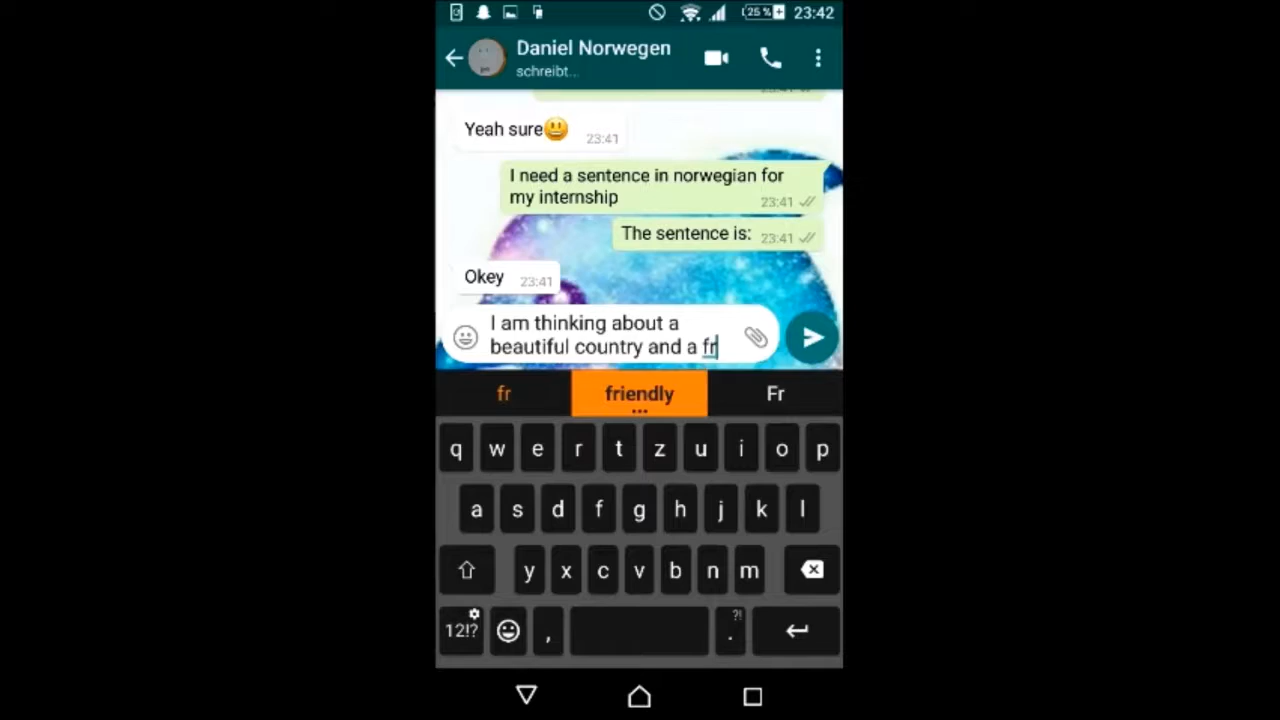 25 % 23:42
Daniel Norwegen
schreibt...
Yeah sure 23:41
I need a sentence in norwegian for
my internship
23:41
The sentence is: 23:41
Okey 23:41
I am thinking about a
beautiful country and a fr
fr friendly Fr
q w e r t z u i o p
a s d f g h j k l
y x c v b n m
12!? , . ?!